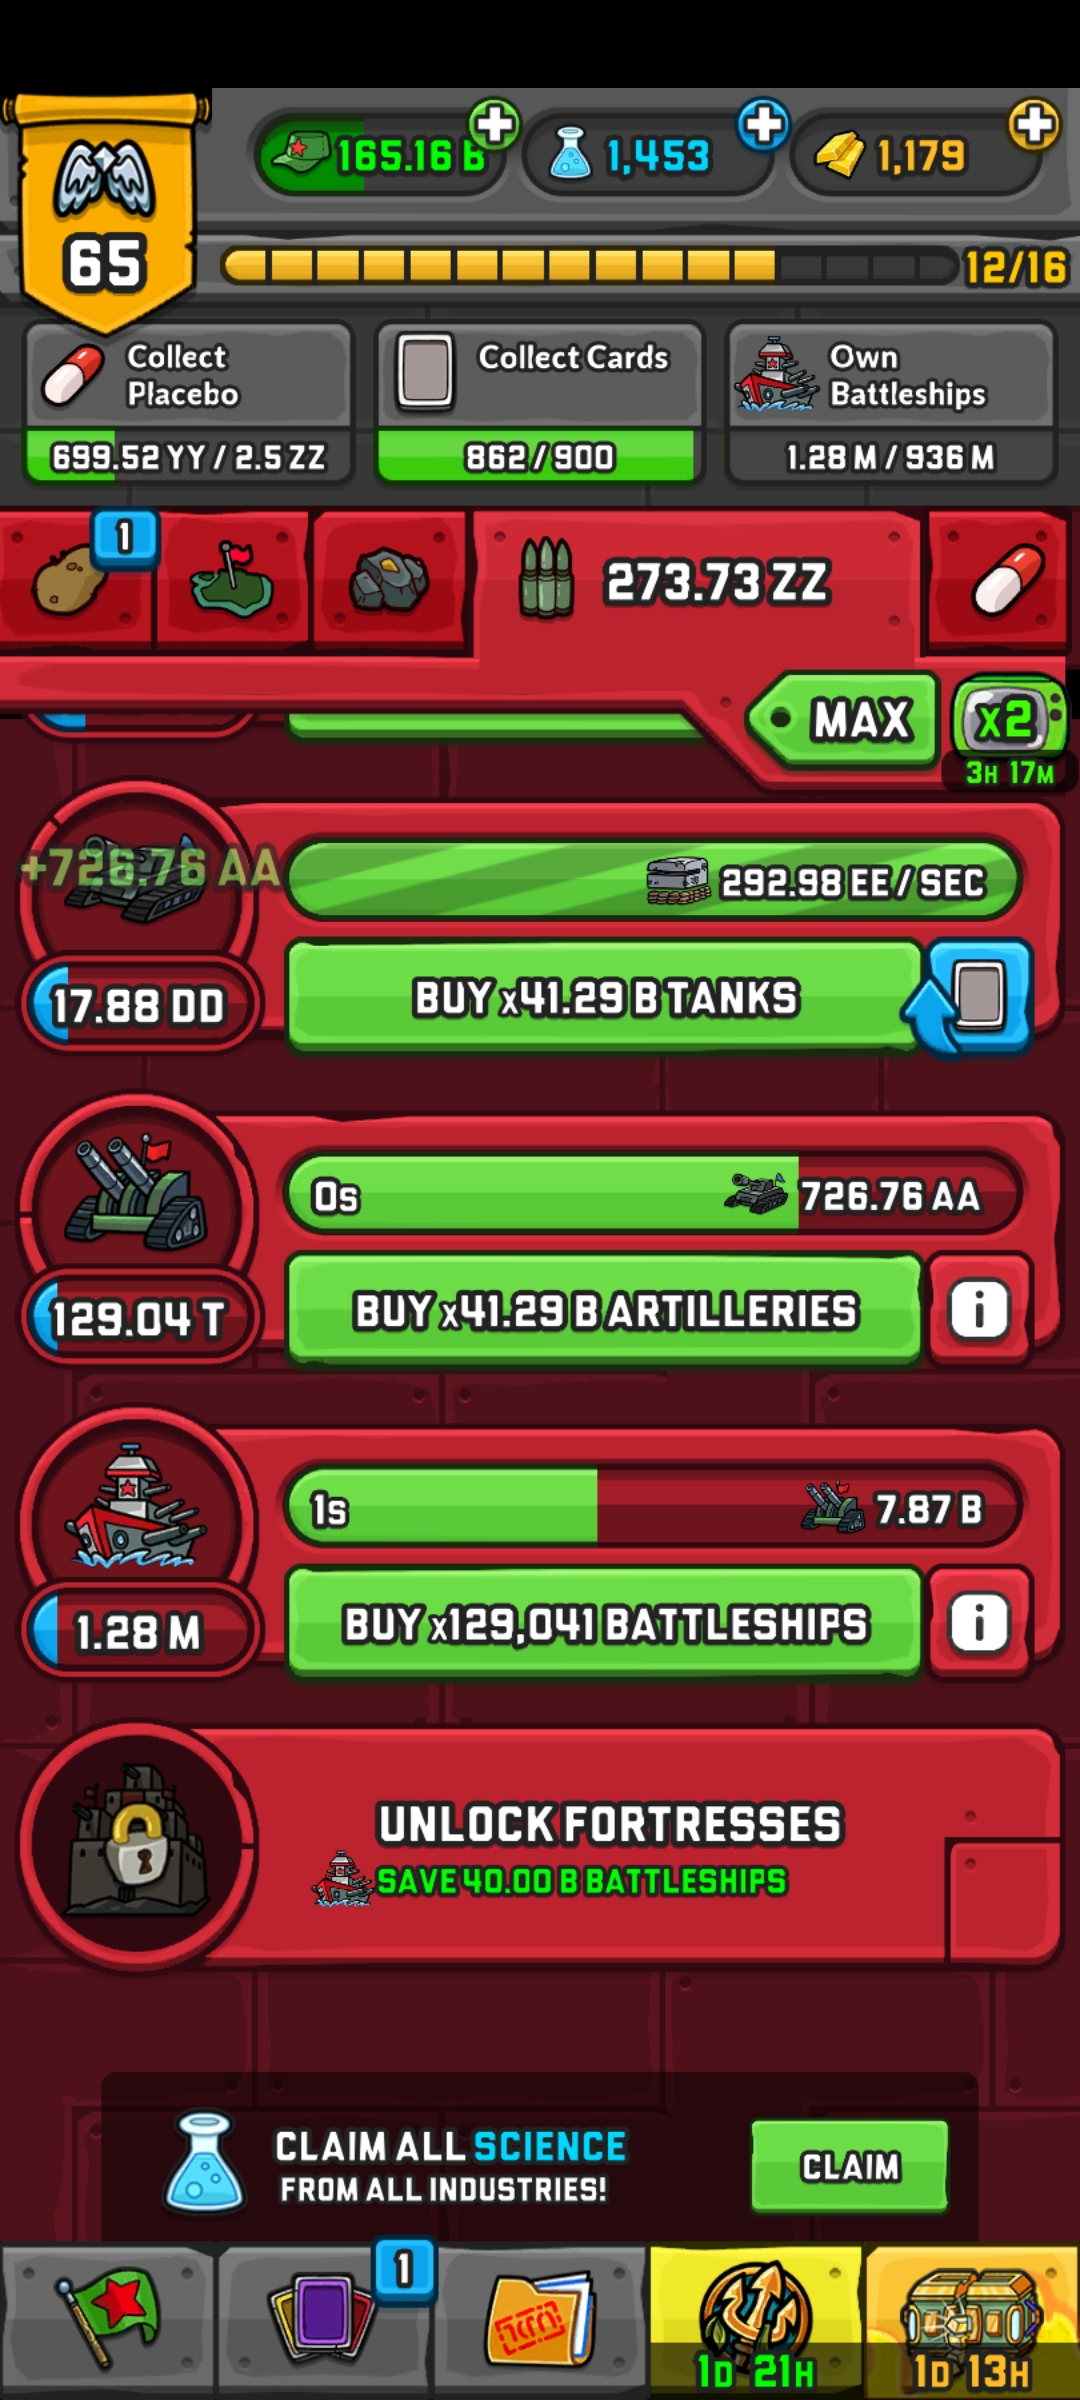 165.16 B
1,453
1,179
65
12/16
Collect
Placebo
699.52 YY / 2.5 ZZ
Collect Cards
862/900
Own
Battleships
1.28 M / 936 M
1
273.73 ZZ
MAX
x2
3H 17M
+726.76 AA
292.98 EE / SEC
17.88 DD
BUY x41.29 B TANKS
0s
726.76 AA
129.04 T
BUY x41.29 B ARTILLERIES
i
1s
7.87 B
1.28 M
BUY x129,041 BATTLESHIPS
i
UNLOCK FORTRESSES
SAVE 40.00 B BATTLESHIPS
CLAIM ALL SCIENCE
FROM ALL INDUSTRIES!
CLAIM
1
1D 21H
1D 13H